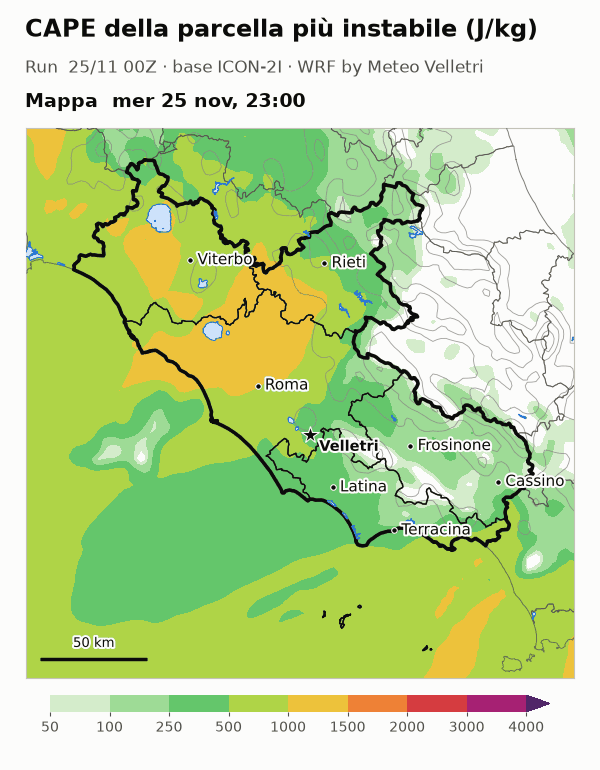 CAPE della parcella più instabile (J/kg)
Run  25/11 00Z · base ICON-2I · WRF by Meteo Velletri
Mappa  mer 25 nov, 23:00
Viterbo
Rieti
Roma
Velletri
Frosinone
Cassino
Latina
Terracina
50 km
50 100 250 500 1000 1500 2000 3000 4000